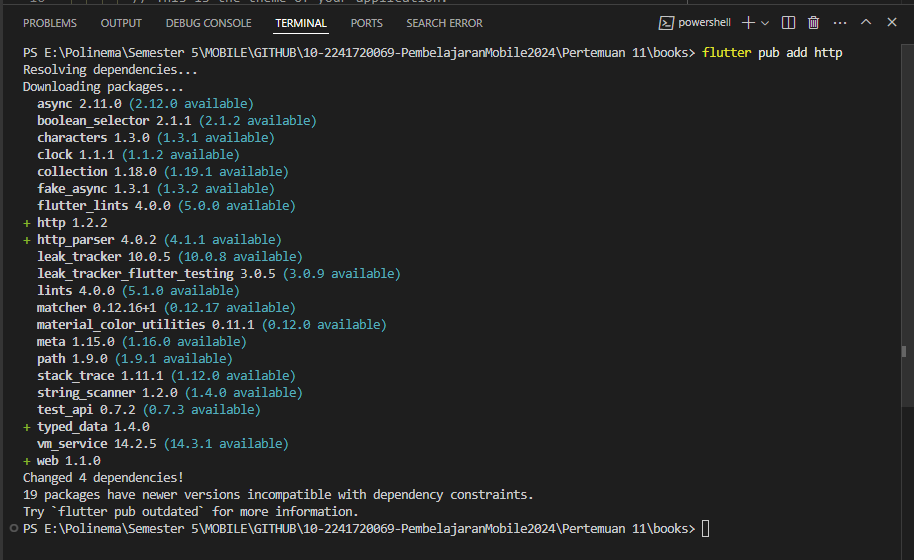 // This is the theme of your application.
PROBLEMS OUTPUT DEBUG CONSOLE TERMINAL PORTS SEARCH ERROR powershell
PS E:\Polinema\Semester 5\MOBILE\GITHUB\10-2241720069-PembelajaranMobile2024\Pertemuan 11\books> flutter pub add http
Resolving dependencies...
Downloading packages...
async 2.11.0 (2.12.0 available)
boolean_selector 2.1.1 (2.1.2 available)
characters 1.3.0 (1.3.1 available)
clock 1.1.1 (1.1.2 available)
collection 1.18.0 (1.19.1 available)
fake_async 1.3.1 (1.3.2 available)
flutter_lints 4.0.0 (5.0.0 available)
+ http 1.2.2
+ http_parser 4.0.2 (4.1.1 available)
leak_tracker 10.0.5 (10.0.8 available)
leak_tracker_flutter_testing 3.0.5 (3.0.9 available)
lints 4.0.0 (5.1.0 available)
matcher 0.12.16+1 (0.12.17 available)
material_color_utilities 0.11.1 (0.12.0 available)
meta 1.15.0 (1.16.0 available)
path 1.9.0 (1.9.1 available)
stack_trace 1.11.1 (1.12.0 available)
string_scanner 1.2.0 (1.4.0 available)
test_api 0.7.2 (0.7.3 available)
+ typed_data 1.4.0
vm_service 14.2.5 (14.3.1 available)
+ web 1.1.0
Changed 4 dependencies!
19 packages have newer versions incompatible with dependency constraints.
Try `flutter pub outdated` for more information.
PS E:\Polinema\Semester 5\MOBILE\GITHUB\10-2241720069-PembelajaranMobile2024\Pertemuan 11\books>